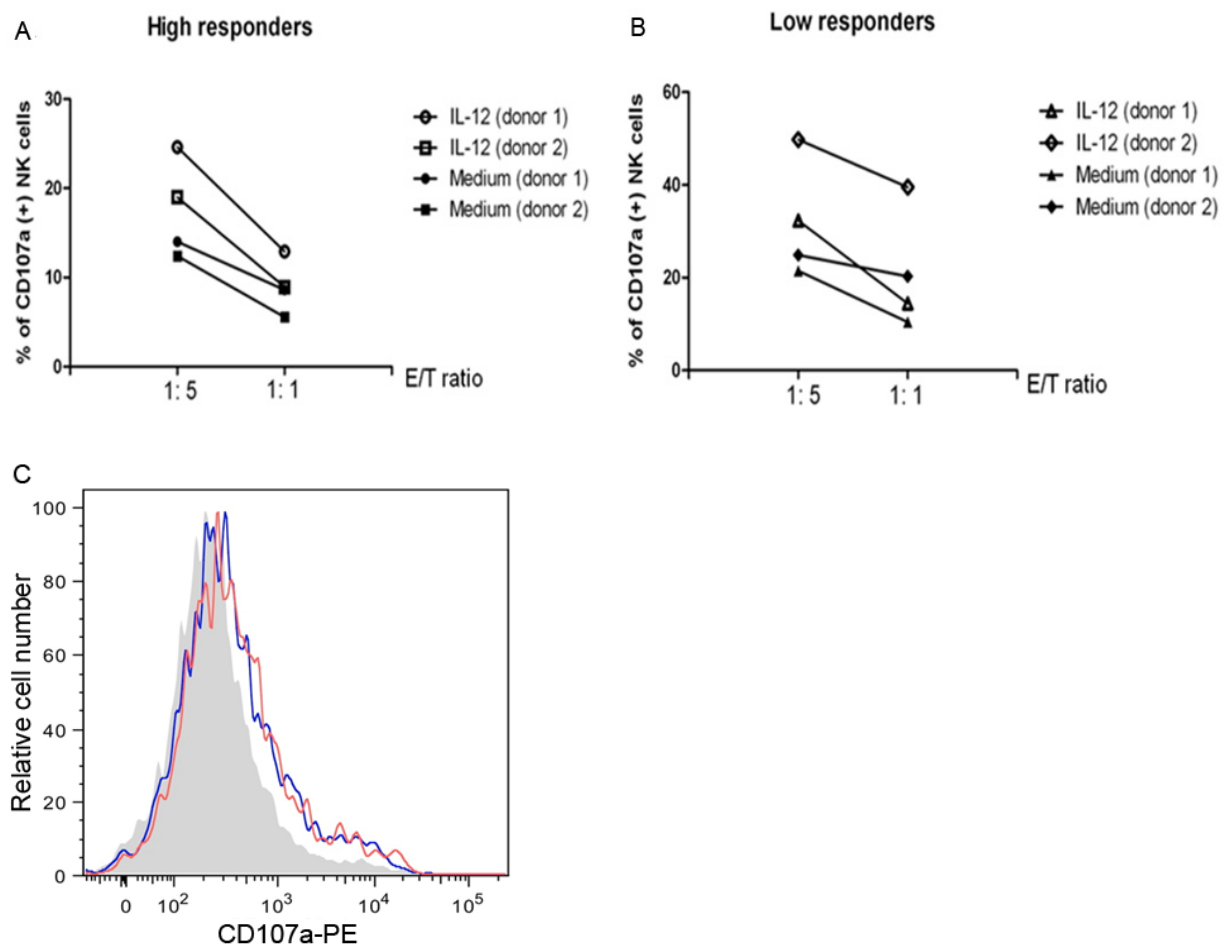 A
High responders
% of CD107a (+) NK cells
30
20
10
0
1:5
1:1
E/T ratio
IL-12 (donor 1)
IL-12 (donor 2)
Medium (donor 1)
Medium (donor 2)
B
Low responders
% of CD107a (+) NK cells
60
40
20
0
1:5
1:1
E/T ratio
IL-12 (donor 1)
IL-12 (donor 2)
Medium (donor 1)
Medium (donor 2)
C
Relative cell number
100
80
60
40
20
0
0
10²
10³
10⁴
10⁵
CD107a-PE